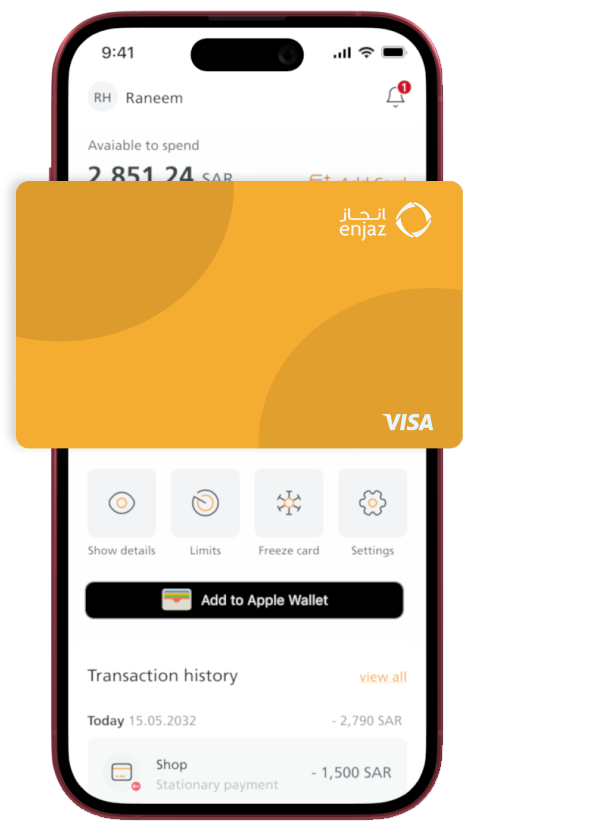 9:41
RH Raneem
1
Avaiable to spend
2,851.24 SAR
Add Card
انجاز
enjaz
VISA
Show details Limits Freeze card Settings
Add to Apple Wallet
Transaction history view all
Today 15.05.2032 - 2,790 SAR
Shop
- 1,500 SAR
Stationary payment